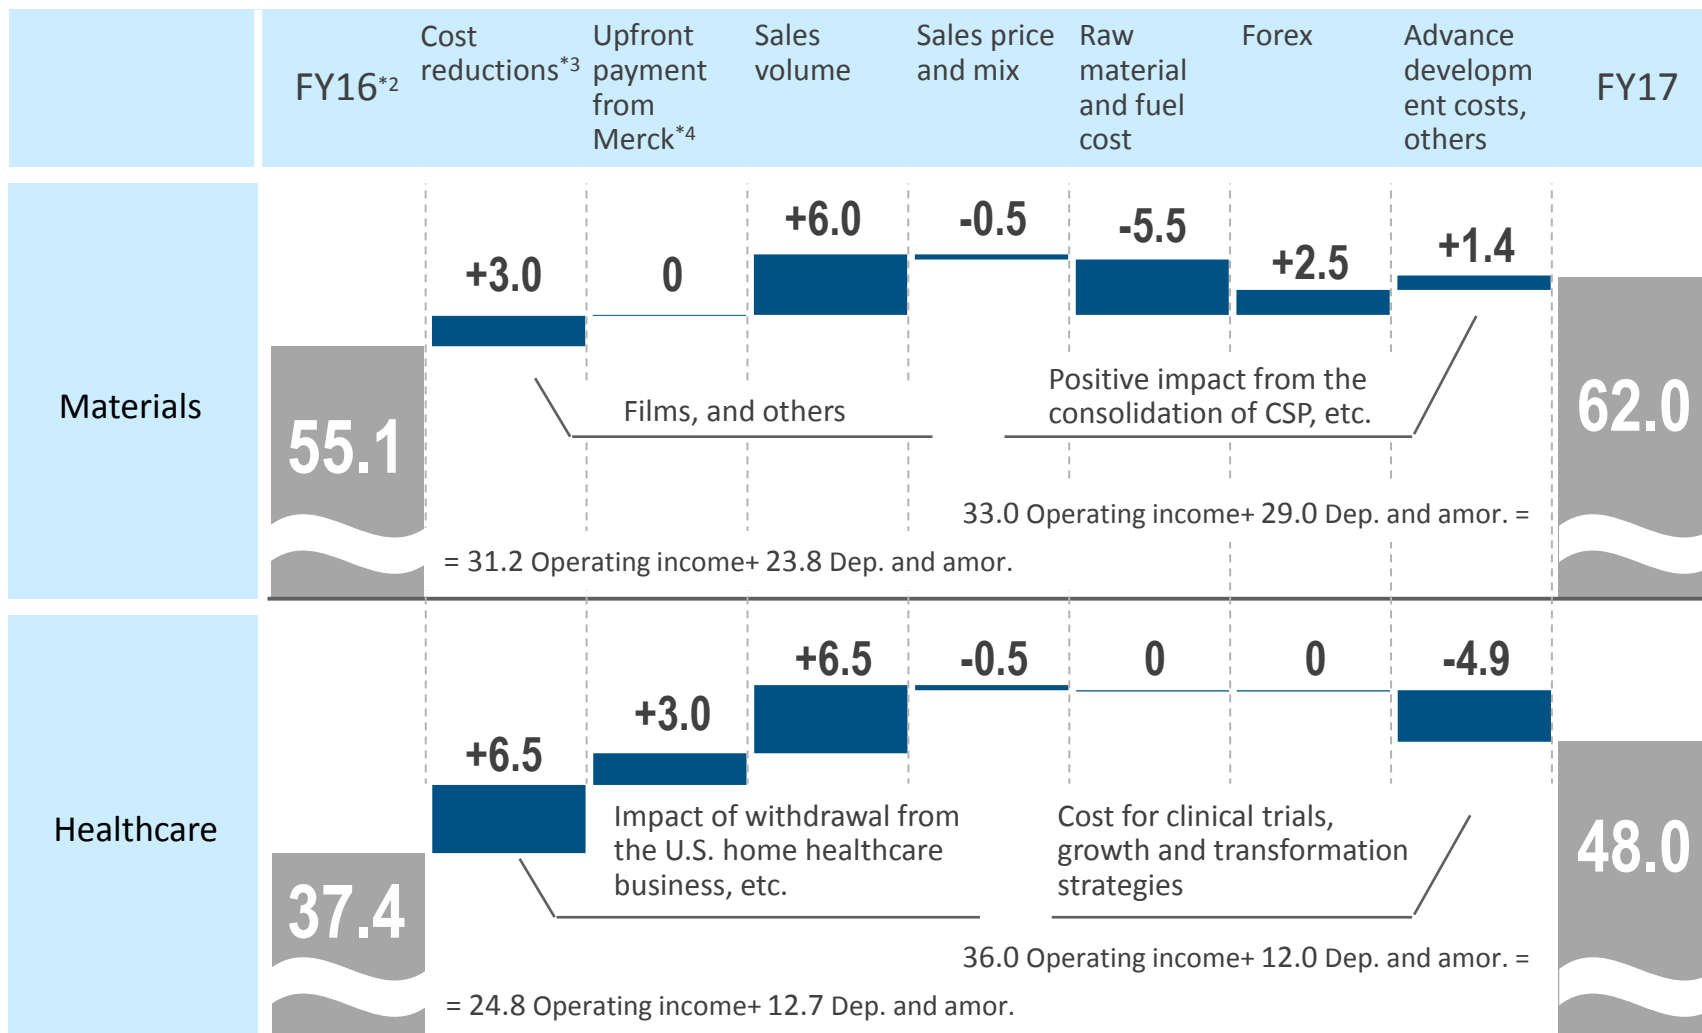 FY16*2
Cost
reductions*3
Upfront
payment
from
Merck*4
Sales
volume
Sales price
and mix
Raw
material
and fuel
cost
Forex
Advance
developm
ent costs,
others
FY17
Materials
55.1
+3.0
0
+6.0
-0.5
-5.5
+2.5
+1.4
62.0
Films, and others
Positive impact from the
consolidation of CSP, etc.
33.0 Operating income+ 29.0 Dep. and amor. =
= 31.2 Operating income+ 23.8 Dep. and amor.
Healthcare
37.4
+6.5
+3.0
+6.5
-0.5
0
0
-4.9
48.0
Impact of withdrawal from
the U.S. home healthcare
business, etc.
Cost for clinical trials,
growth and transformation
strategies
36.0 Operating income+ 12.0 Dep. and amor. =
= 24.8 Operating income+ 12.7 Dep. and amor.